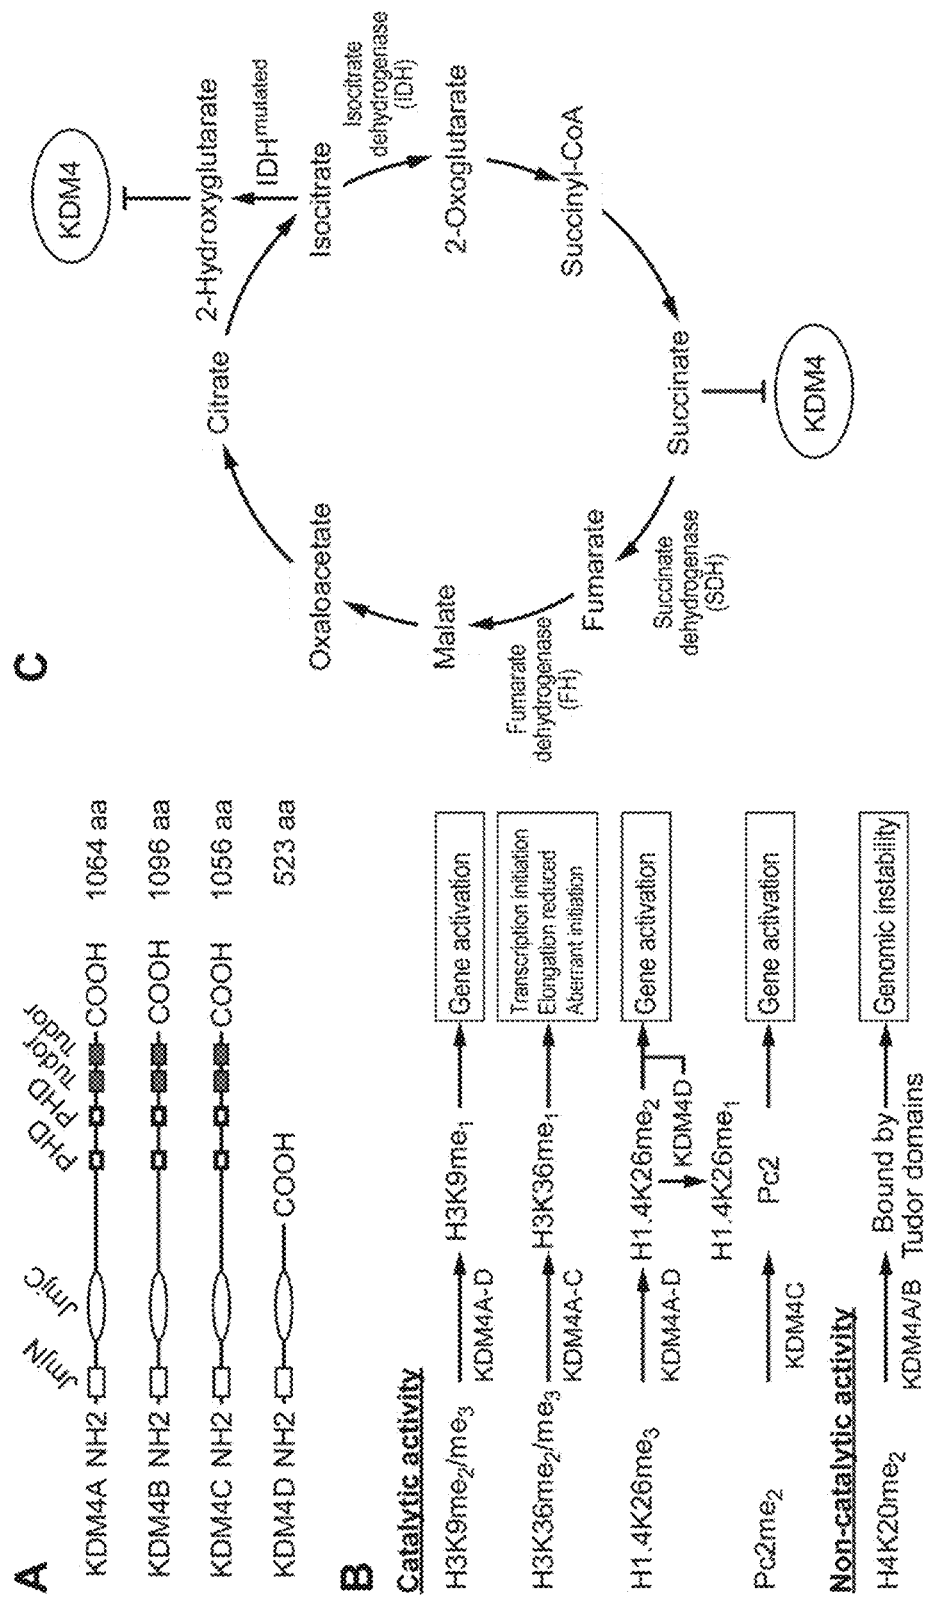 A
JmjN JmjC PHD PHD Tudor Tudor
KDM4A NH2 COOH 1064 aa
KDM4B NH2 COOH 1096 aa
KDM4C NH2 COOH 1056 aa
KDM4D NH2 COOH 523 aa
B
Catalytic activity
H3K9me2/me3 H3K9me1 Gene activation
KDM4A-D
H3K36me2/me3 H3K36me1 Transcription initiation
Elongation reduced
Aberrant initiation
KDM4A-C
H1.4K26me3 H1.4K26me2 Gene activation
KDM4A-D KDM4D
H1.4K26me1
Pc2me2 Pc2 Gene activation
KDM4C
Non-catalytic activity
H4K20me2 Bound by Genomic instability
KDM4A/B Tudor domains
C
KDM4
2-Hydroxyglutarate
IDHmutated
Citrate
Isocitrate
Isocitrate
dehydrogenase
(IDH)
Oxaloacetate
2-Oxoglutarate
Malate
Succinyl-CoA
Fumarate
dehydrogenase
(FH)
Fumarate
Succinate
Succinate
dehydrogenase
(SDH)
KDM4